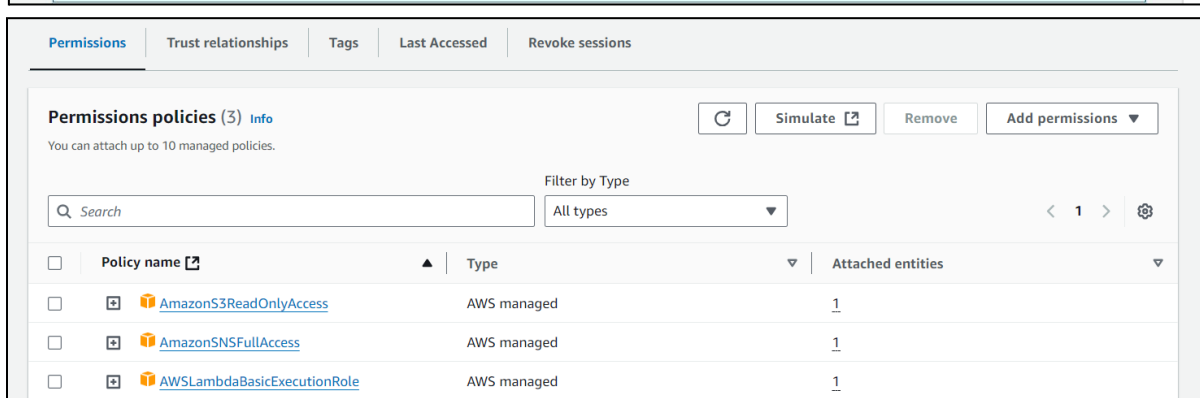 Permissions Trust relationships Tags Last Accessed Revoke sessions
Permissions policies (3) Info
Simulate Remove Add permissions
You can attach up to 10 managed policies.
Filter by Type
Search All types 1
Policy name Type Attached entities
AmazonS3ReadOnlyAccess AWS managed 1
AmazonSNSFullAccess AWS managed 1
AWSLambdaBasicExecutionRole AWS managed 1